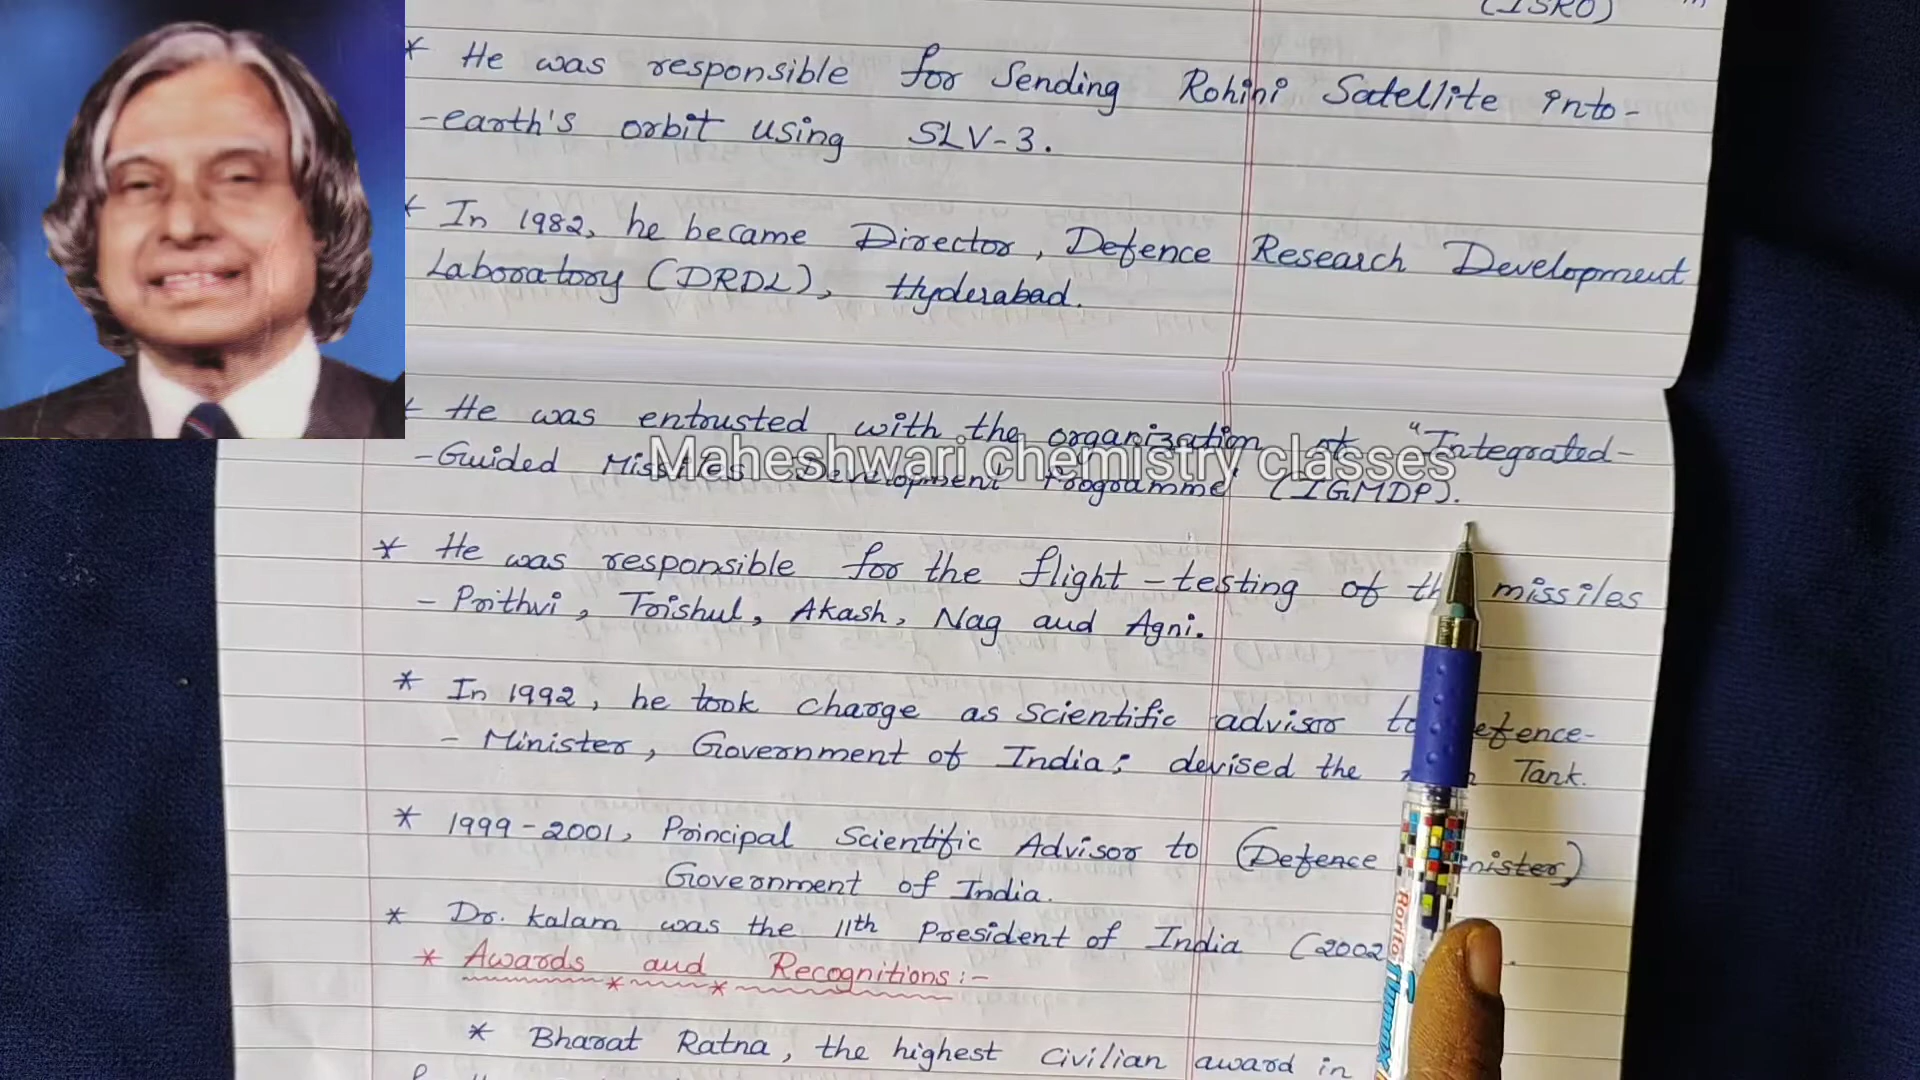 (ISRO)
* He was responsible for Sending Rohini Satellite into-
-earth's orbit using SLV-3.
* In 1982, he became Director, Defence Research Development
Laboratory (DRDL), Hyderabad.
* He was entrusted with the organization of "Integrated-
-Guided Missiles Development Programme" (IGMDP).
Maheshwari chemistry classes
* He was responsible for the flight-testing of the missiles
- Prithvi, Trishul, Akash, Nag and Agni.
* In 1992, he took charge as scientific advisor to Defence-
- Minister, Government of India; devised the Tank.
* 1999-2001, Principal Scientific Advisor to (Defence Minister)
Government of India.
* Dr. Kalam was the 11th President of India (2002
* Awards and Recognitions:-
* Bharat Ratna, the highest civilian award in
Rorito